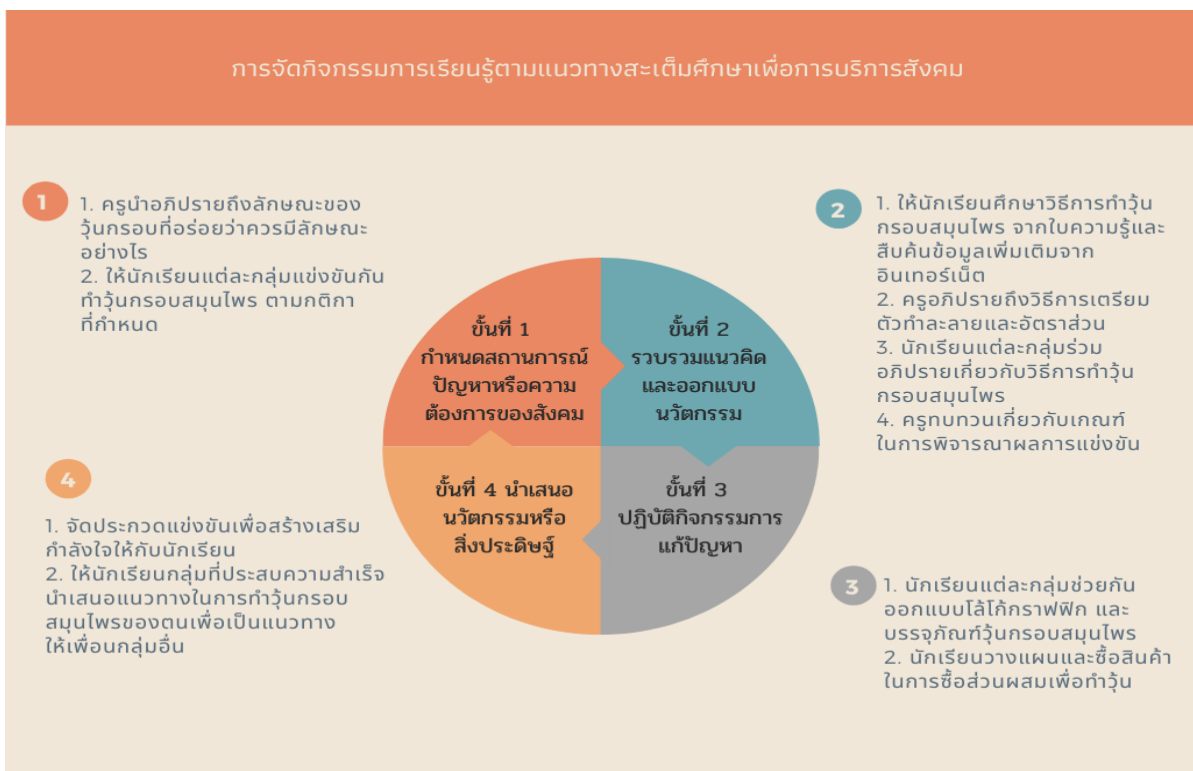 การจัดกิจกรรมการเรียนรู้ตามแนวทางสะเต็มศึกษาเพื่อการบริการสังคม
1
1. ครูนำอภิปรายถึงลักษณะของ
วุ้นกรอบที่อร่อยว่าควรมีลักษณะ
อย่างไร
2. ให้นักเรียนแต่ละกลุ่มแข่งขันกัน
ทำวุ้นกรอบสมุนไพร ตามกติกา
ที่กำหนด
2
1. ให้นักเรียนศึกษาวิธีการทำวุ้น
กรอบสมุนไพร จากใบความรู้และ
สืบค้นข้อมูลเพิ่มเติมจาก
อินเทอร์เน็ต
2. ครูอภิปรายถึงวิธีการเตรียม
ตัวทำละลายและอัตราส่วน
3. นักเรียนแต่ละกลุ่มร่วม
อภิปรายเกี่ยวกับวิธีการทำวุ้น
กรอบสมุนไพร
4. ครูทบทวนเกี่ยวกับเกณฑ์
ในการพิจารณาผลการแข่งขัน
ขั้นที่ 1
กำหนดสถานการณ์
ปัญหาหรือความ
ต้องการของสังคม
ขั้นที่ 2
รวบรวมแนวคิด
และออกแบบ
นวัตกรรม
ขั้นที่ 4 นำเสนอ
นวัตกรรมหรือ
สิ่งประดิษฐ์
ขั้นที่ 3
ปฏิบัติกิจกรรมการ
แก้ปัญหา
4
1. จัดประกวดแข่งขันเพื่อสร้างเสริม
กำลังใจให้กับนักเรียน
2. ให้นักเรียนกลุ่มที่ประสบความสำเร็จ
นำเสนอแนวทางในการทำวุ้นกรอบ
สมุนไพรของตนเพื่อเป็นแนวทาง
ให้เพื่อนกลุ่มอื่น
3
1. นักเรียนแต่ละกลุ่มช่วยกัน
ออกแบบโล้โก้กราฟฟิก และ
บรรจุภัณฑ์วุ้นกรอบสมุนไพร
2. นักเรียนวางแผนและซื้อสินค้า
ในการซื้อส่วนผสมเพื่อทำวุ้น